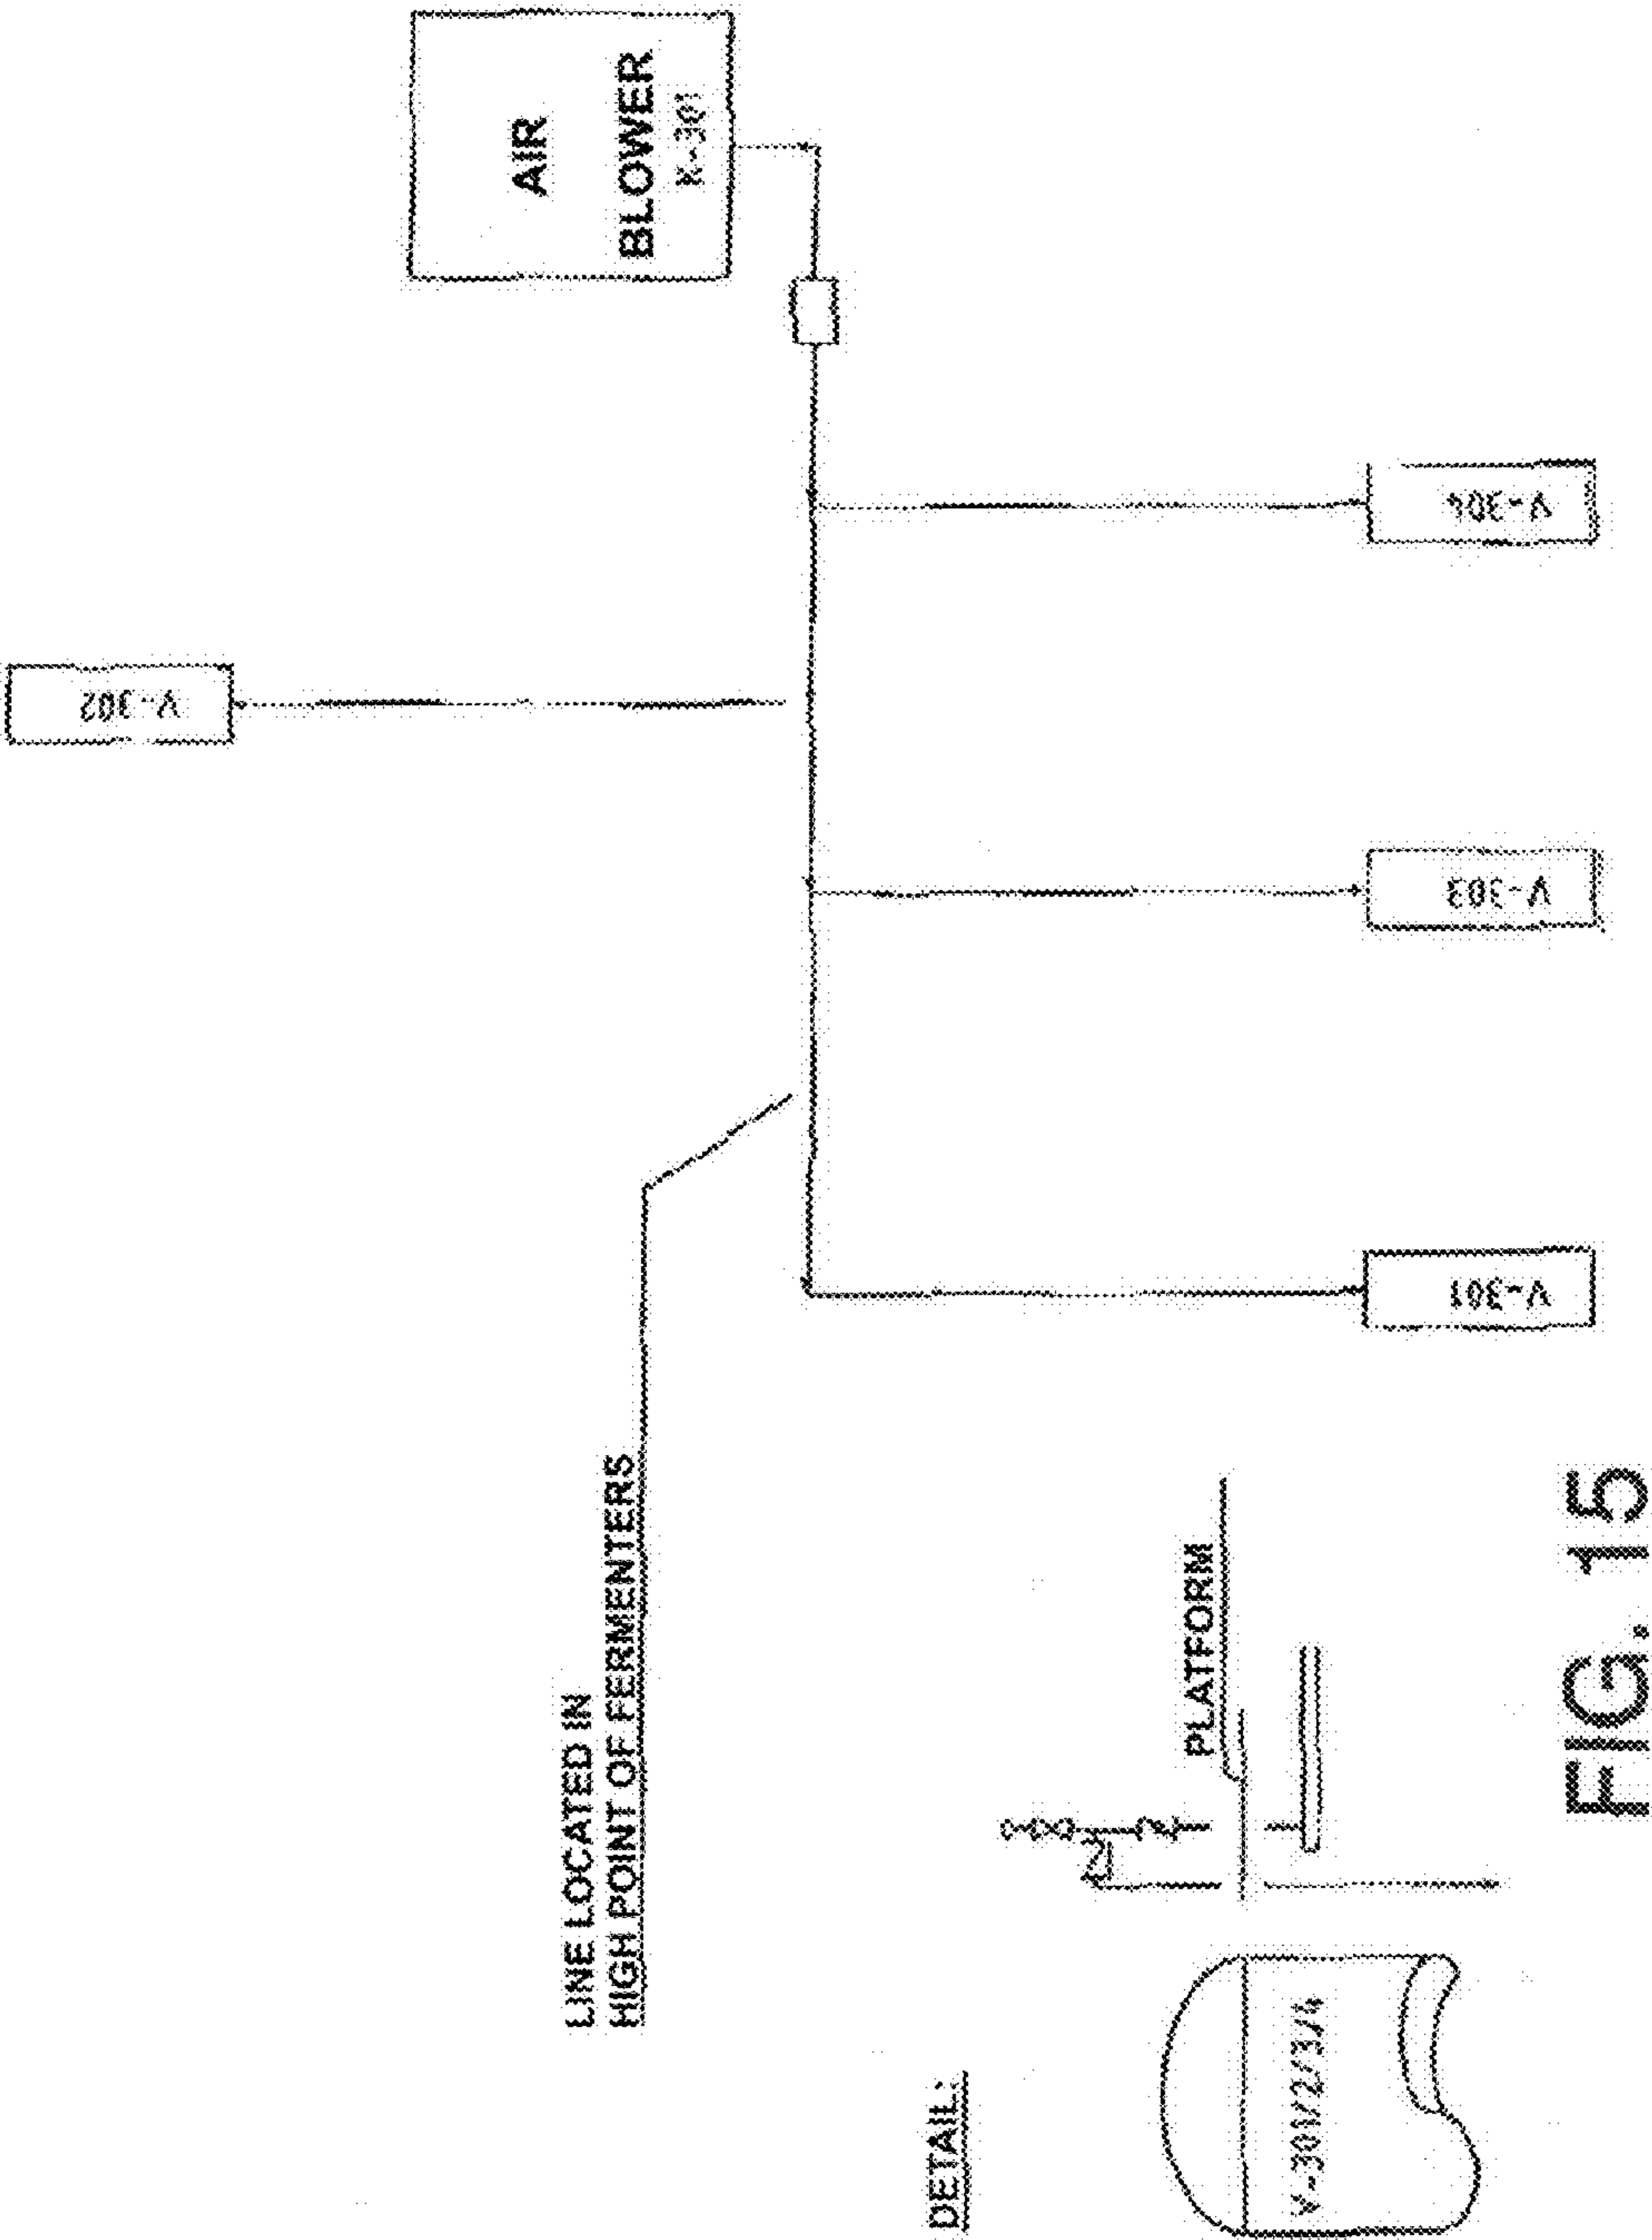 AIR
BLOWER
K-301
V-302
V-304
V-303
V-301
LINE LOCATED IN
HIGH POINT OF FERMENTERS
DETAIL:
PLATFORM
V-301/2/3/4
FIG. 15